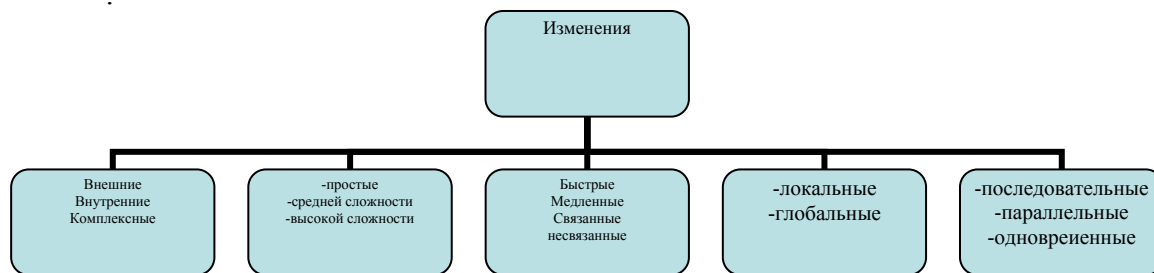 Изменения
Внешние
Внутренние
Комплексные
-простые
-средней сложности
-высокой сложности
Быстрые
Медленные
Связанные
несвязанные
-локальные
-глобальные
-последовательные
-параллельные
-одновреиенные